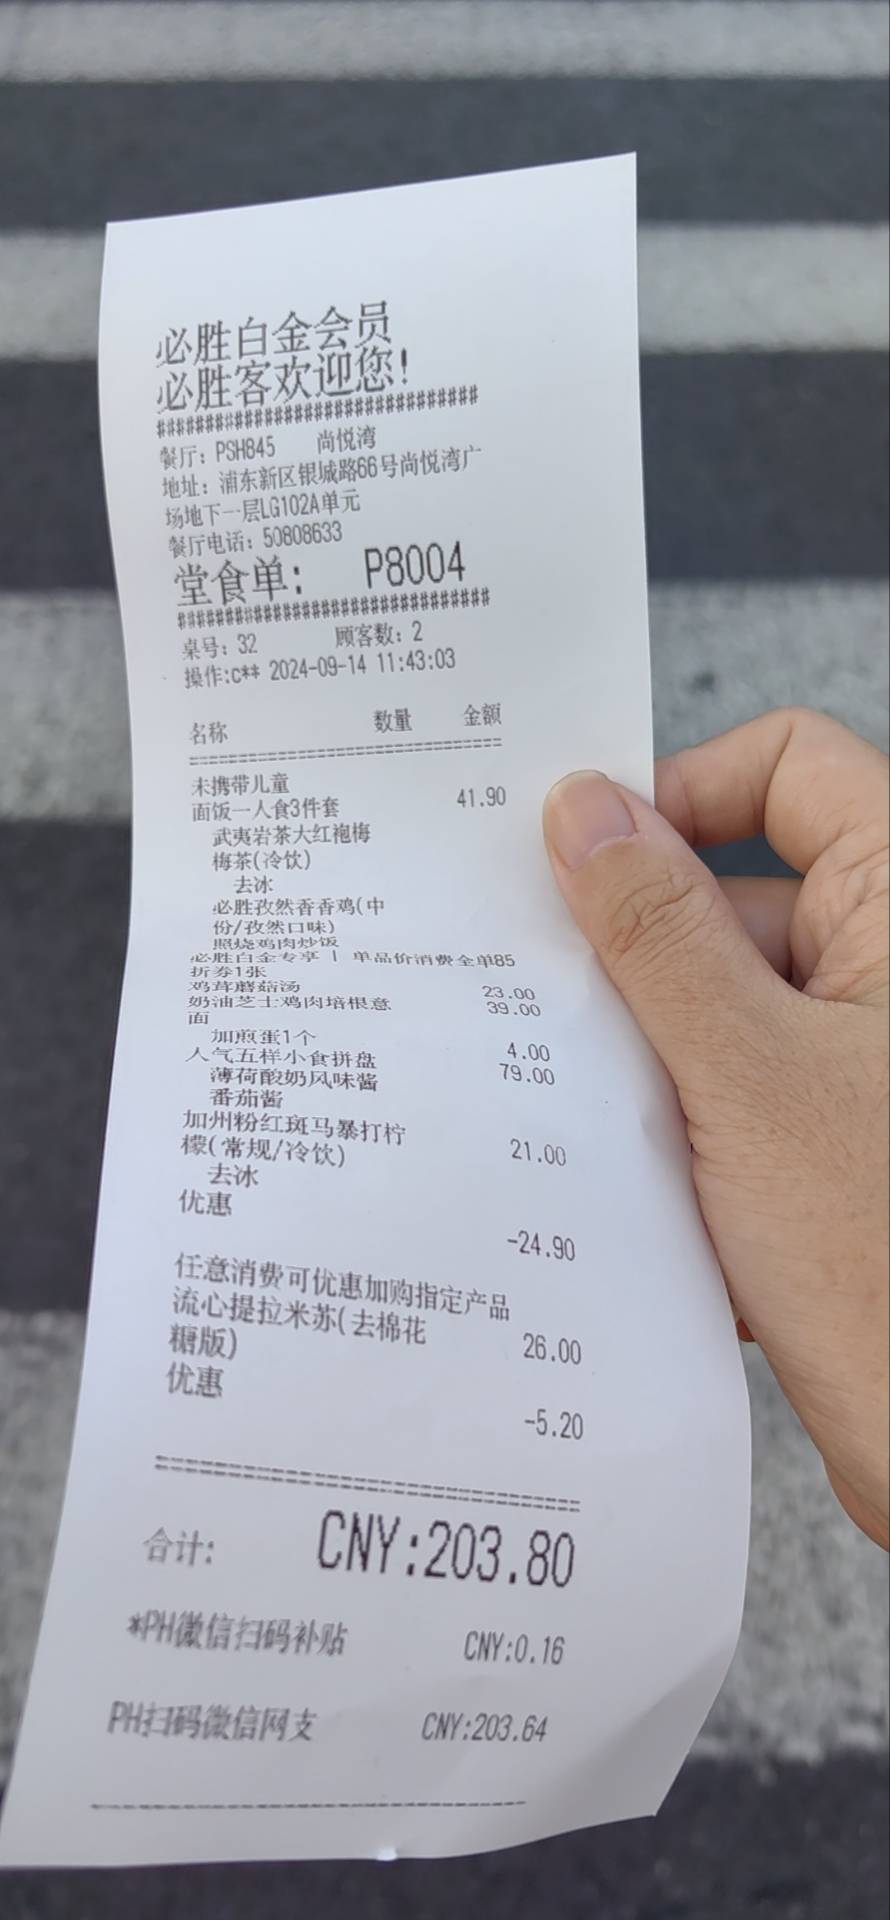 必胜白金会员
必胜客欢迎您!
##############################
餐厅: PSH845 尚悦湾
地址: 浦东新区银城路66号尚悦湾广
场地下一层LG102A单元
餐厅电话: 50808633
堂食单: P8004
##############################
桌号: 32 顾客数: 2
操作:c** 2024-09-14 11:43:03
名称 数量 金额
======================================
未携带儿童
面饭一人食3件套 41.90
武夷岩茶大红袍梅
梅茶(冷饮)
去冰
必胜孜然香香鸡(中
份/孜然口味)
照烧鸡肉炒饭
必胜白金专享 | 单品价消费全单85
折券1张
鸡茸蘑菇汤 23.00
奶油芝士鸡肉培根意 39.00
面
加煎蛋1个 4.00
人气五样小食拼盘 79.00
薄荷酸奶风味酱
番茄酱
加州粉红斑马暴打柠
檬(常规/冷饮) 21.00
去冰
优惠
-24.90
任意消费可优惠加购指定产品
流心提拉米苏(去棉花
糖版) 26.00
优惠
-5.20
======================================
合计: CNY:203.80
*PH微信扫码补贴 CNY:0.16
PH扫码微信网支 CNY:203.64
--------------------------------------